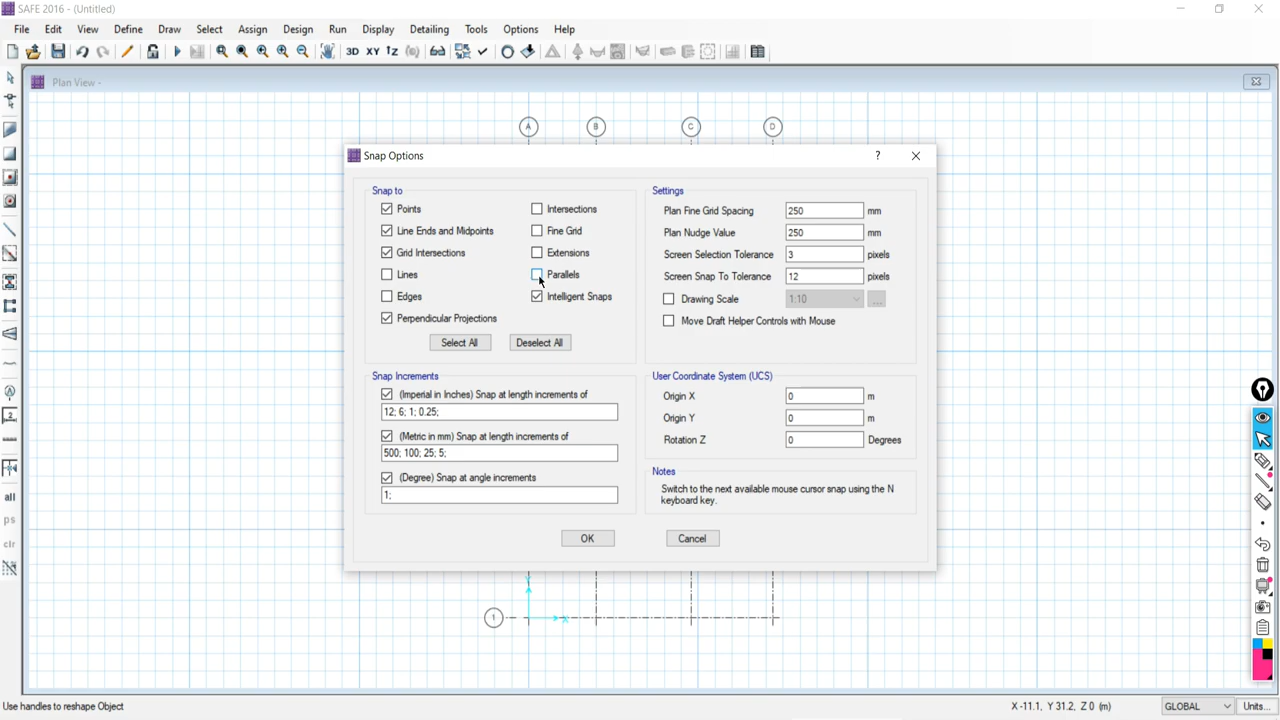 SAFE 2016 - (Untitled)
File Edit View Define Draw Select Assign Design Run Display Detailing Tools Options Help
3D XY
Plan View -
A B C D
Snap Options
?
Snap to
Points
Intersections
Line Ends and Midpoints
Fine Grid
Grid Intersections
Extensions
Lines
Parallels
Edges
Intelligent Snaps
Perpendicular Projections
Select All Deselect All
Settings
Plan Fine Grid Spacing 250 mm
Plan Nudge Value 250 mm
Screen Selection Tolerance 3 pixels
Screen Snap To Tolerance 12 pixels
Drawing Scale 1:10 ...
Move Draft Helper Controls with Mouse
Snap Increments
(Imperial in Inches) Snap at length increments of
12; 6; 1; 0.25;
(Metric in mm) Snap at length increments of
500; 100; 25; 5;
(Degree) Snap at angle increments
1;
User Coordinate System (UCS)
Origin X 0 m
Origin Y 0 m
Rotation Z 0 Degrees
Notes
Switch to the next available mouse cursor snap using the N
keyboard key.
OK Cancel
all
ps
clr
Y
1 X
Use handles to reshape Object
X -11.1, Y 31.2, Z 0 (m)
GLOBAL
Units...